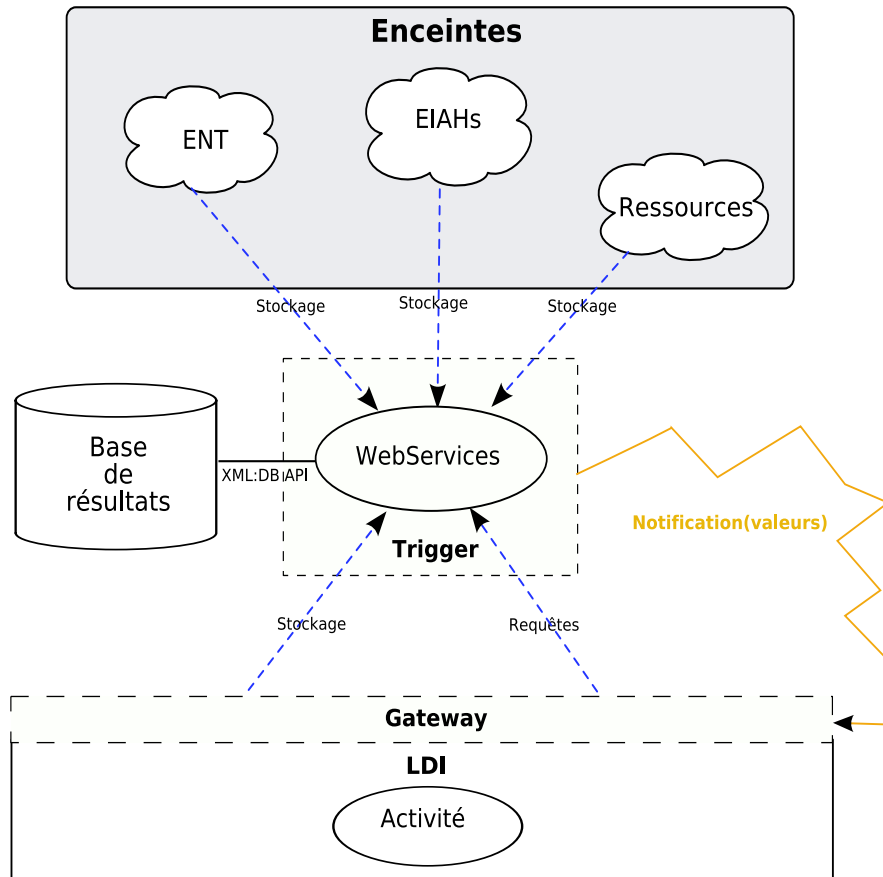 Enceintes
ENT
EIAHs
Ressources
Stockage
Stockage
Stockage
Base
de
résultats
XML:DB API
WebServices
Trigger
Notification(valeurs)
Stockage
Requêtes
Gateway
LDI
Activité